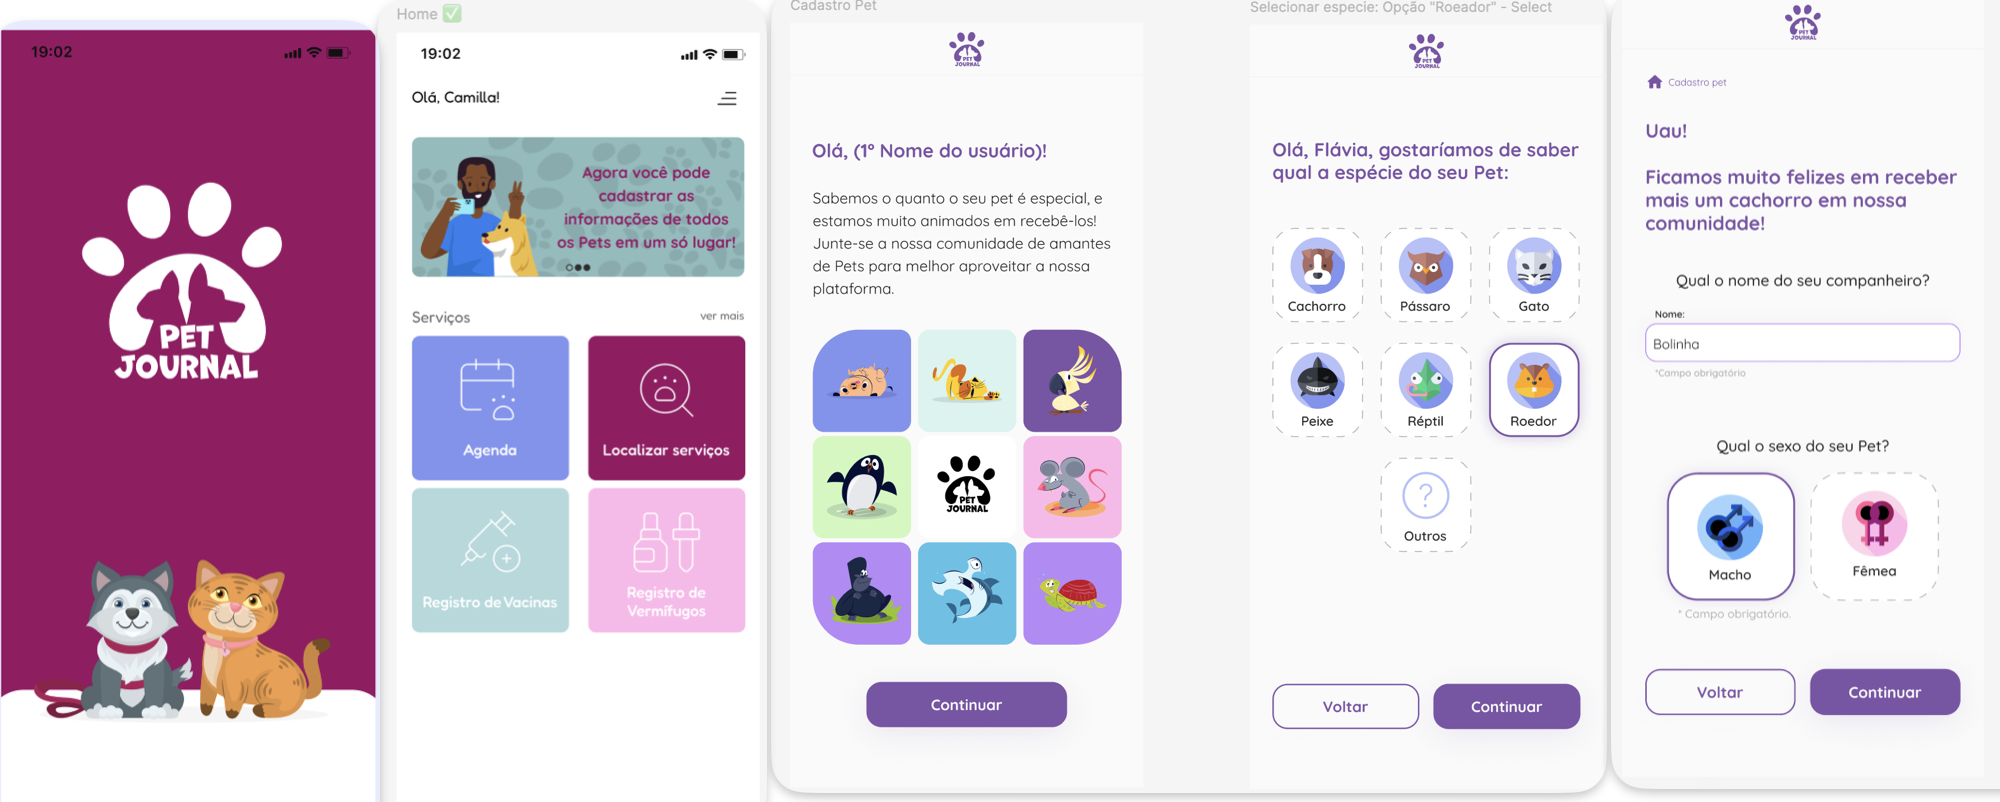 19:02
PET
JOURNAL
Home ✅
19:02
Olá, Camilla!
Agora você pode
cadastrar as
informações de todos
os Pets em um só lugar!
Serviços
ver mais
Agenda
Localizar serviços
Registro de Vacinas
Registro de
Vermífugos
Cadastro Pet
PET
JOURNAL
Olá, (1º Nome do usuário)!
Sabemos o quanto o seu pet é especial, e
estamos muito animados em recebê-los!
Junte-se a nossa comunidade de amantes
de Pets para melhor aproveitar a nossa
plataforma.
PET
JOURNAL
Continuar
Selecionar especie: Opção "Roeador" - Select
PET
JOURNAL
Olá, Flávia, gostaríamos de saber
qual a espécie do seu Pet:
Cachorro
Pássaro
Gato
Peixe
Réptil
Roedor
?
Outros
Voltar
Continuar
PET
JOURNAL
Cadastro pet
Uau!
Ficamos muito felizes em receber
mais um cachorro em nossa
comunidade!
Qual o nome do seu companheiro?
Nome:
Bolinha
*Campo obrigatório
Qual o sexo do seu Pet?
Macho
Fêmea
* Campo obrigatório.
Voltar
Continuar